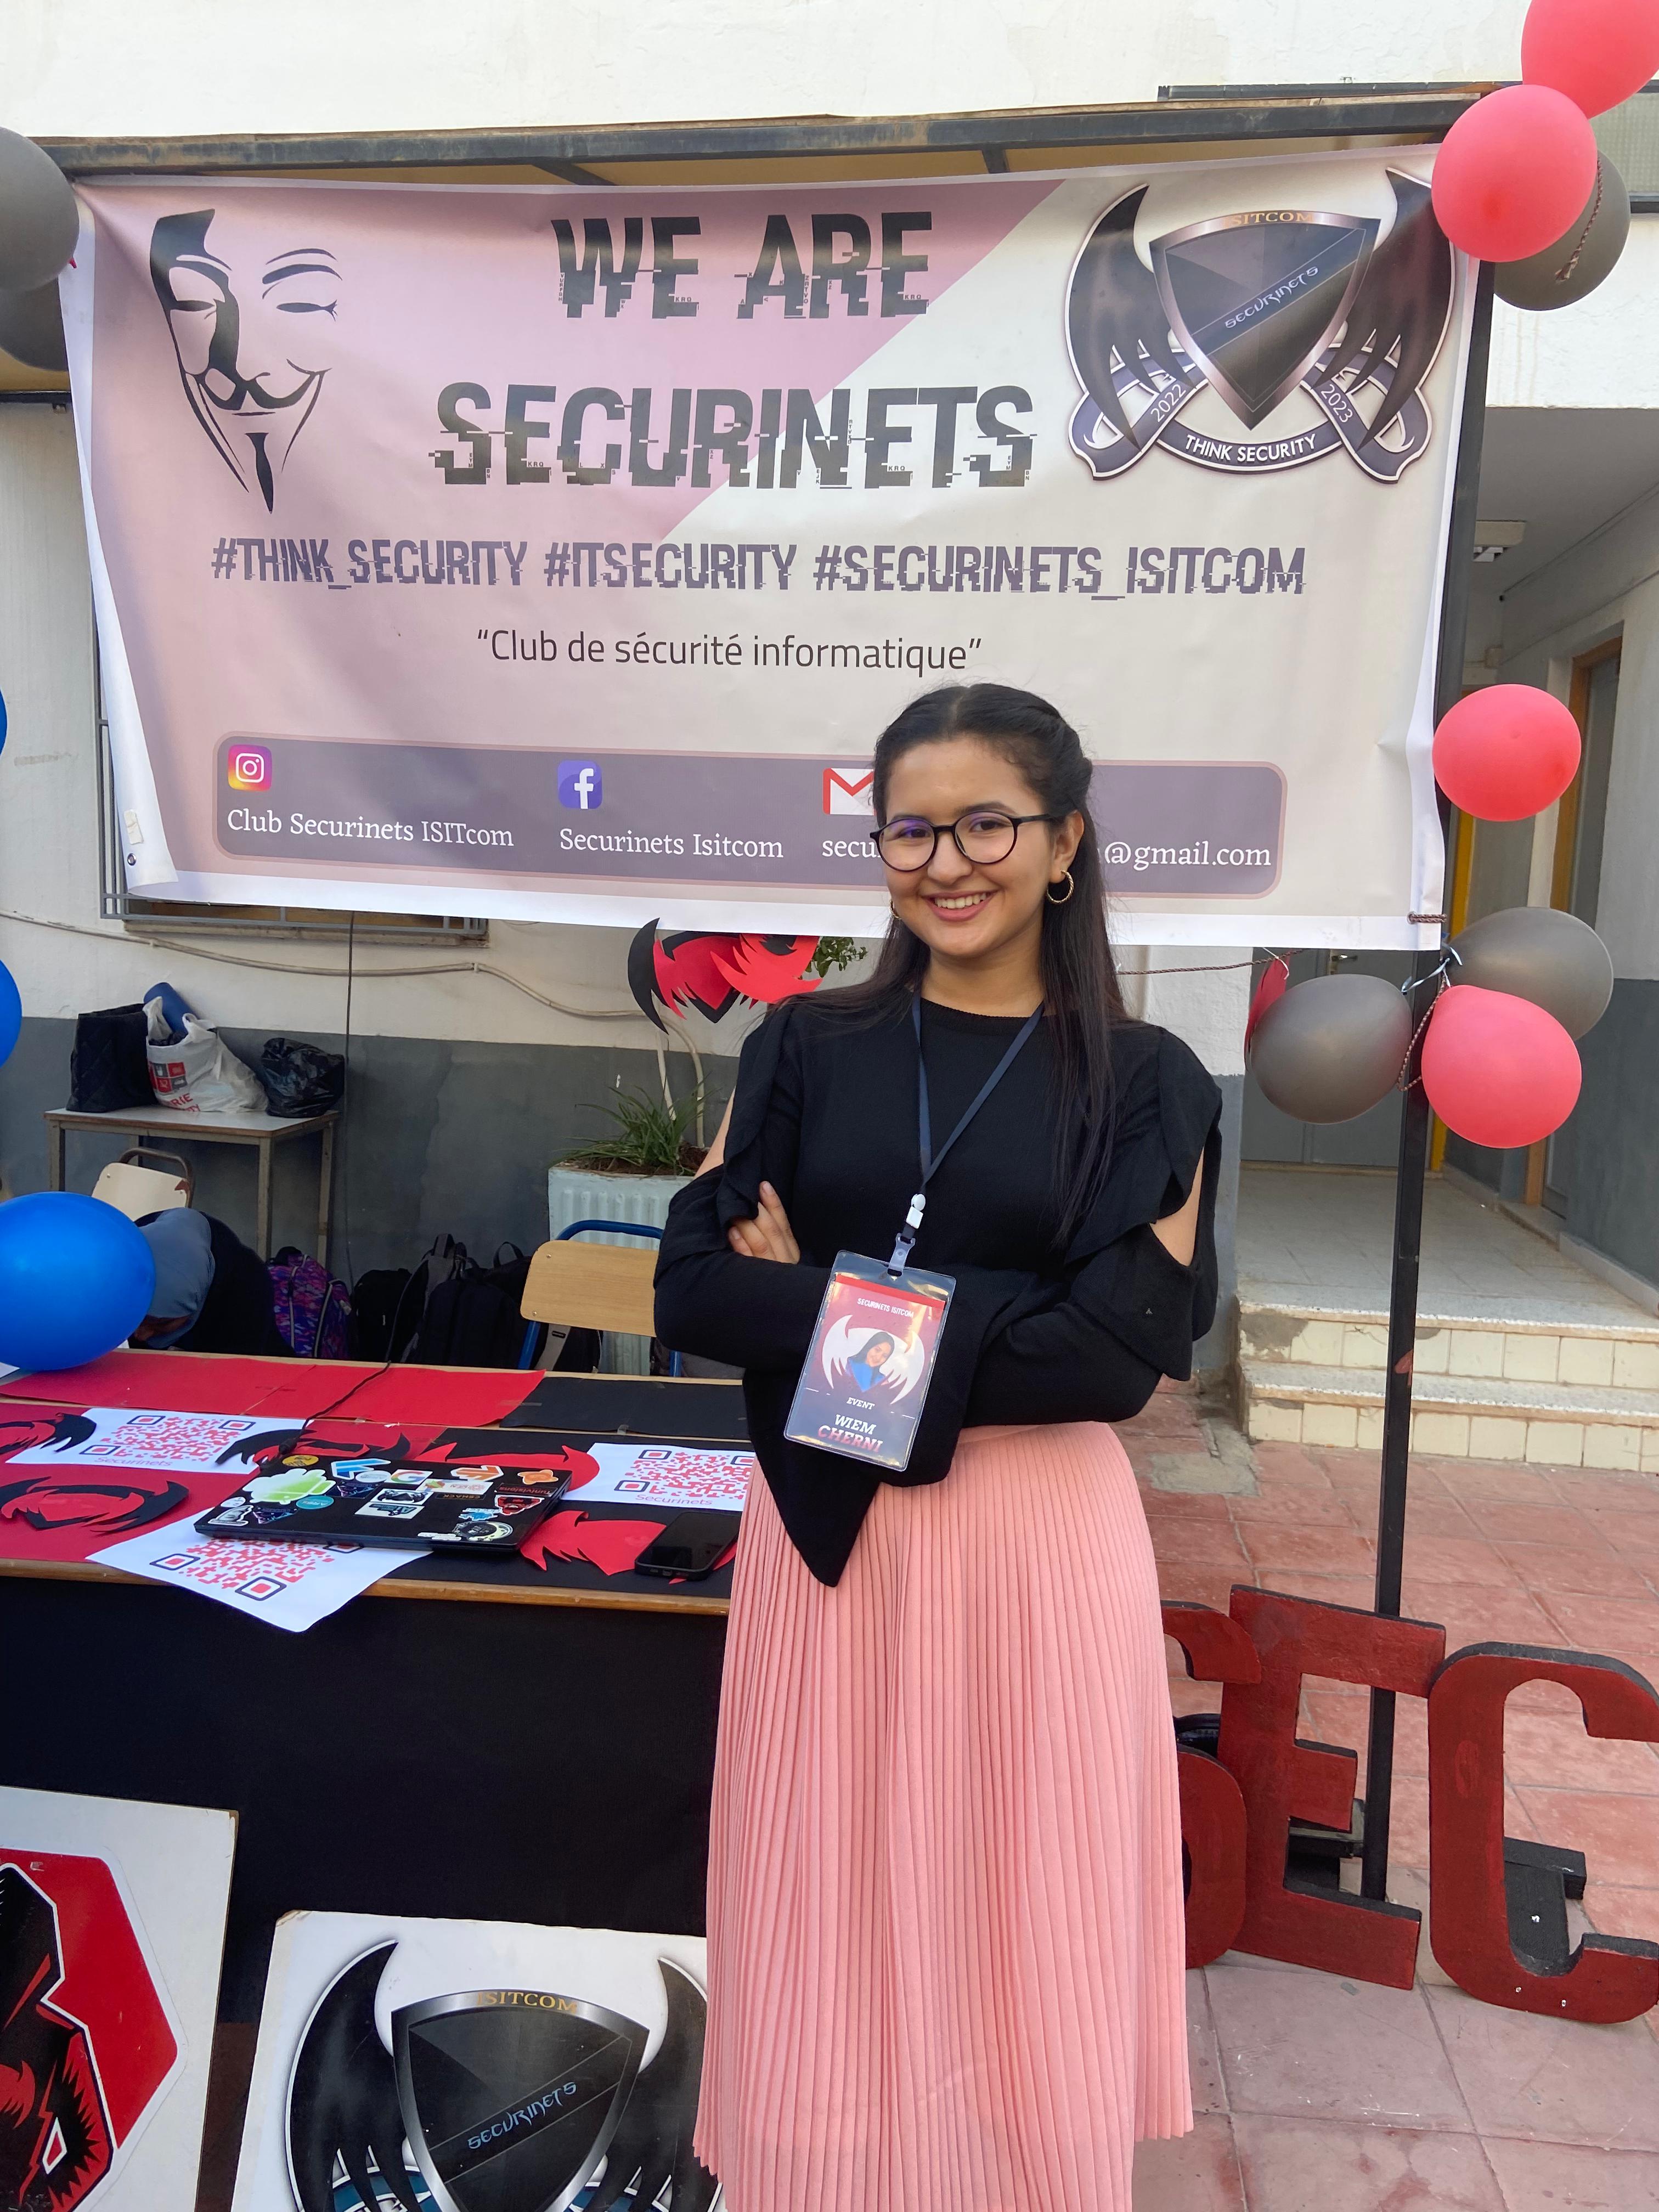 WE ARE
SECURINETS
ISITCOM
SECURINETS
2022
2023
THINK SECURITY
#THINK_SECURITY #ITSECURITY #SECURINETS_ISITCOM
“Club de sécurité informatique”
Club Securinets ISITcom
Securinets Isitcom
@gmail.com
SECURINETS ISITCOM
EVENT
WIEM
CHERNI
Securinets
Securinets
SEC
ISITCOM
SECURINETS